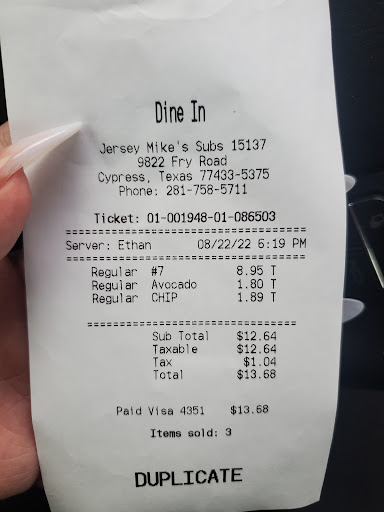 Dine In
Jersey Mike's Subs 15137
9822 Fry Road
Cypress, Texas 77433-5375
Phone: 281-758-5711
Ticket: 01-001948-01-086503
Server: Ethan 08/22/22 6:19 PM
Regular #7 8.95 T
Regular Avocado 1.80 T
Regular CHIP 1.89 T
Sub Total $12.64
Taxable $12.64
Tax $1.04
Total $13.68
Paid Visa 4351 $13.68
Items sold: 3
DUPLICATE